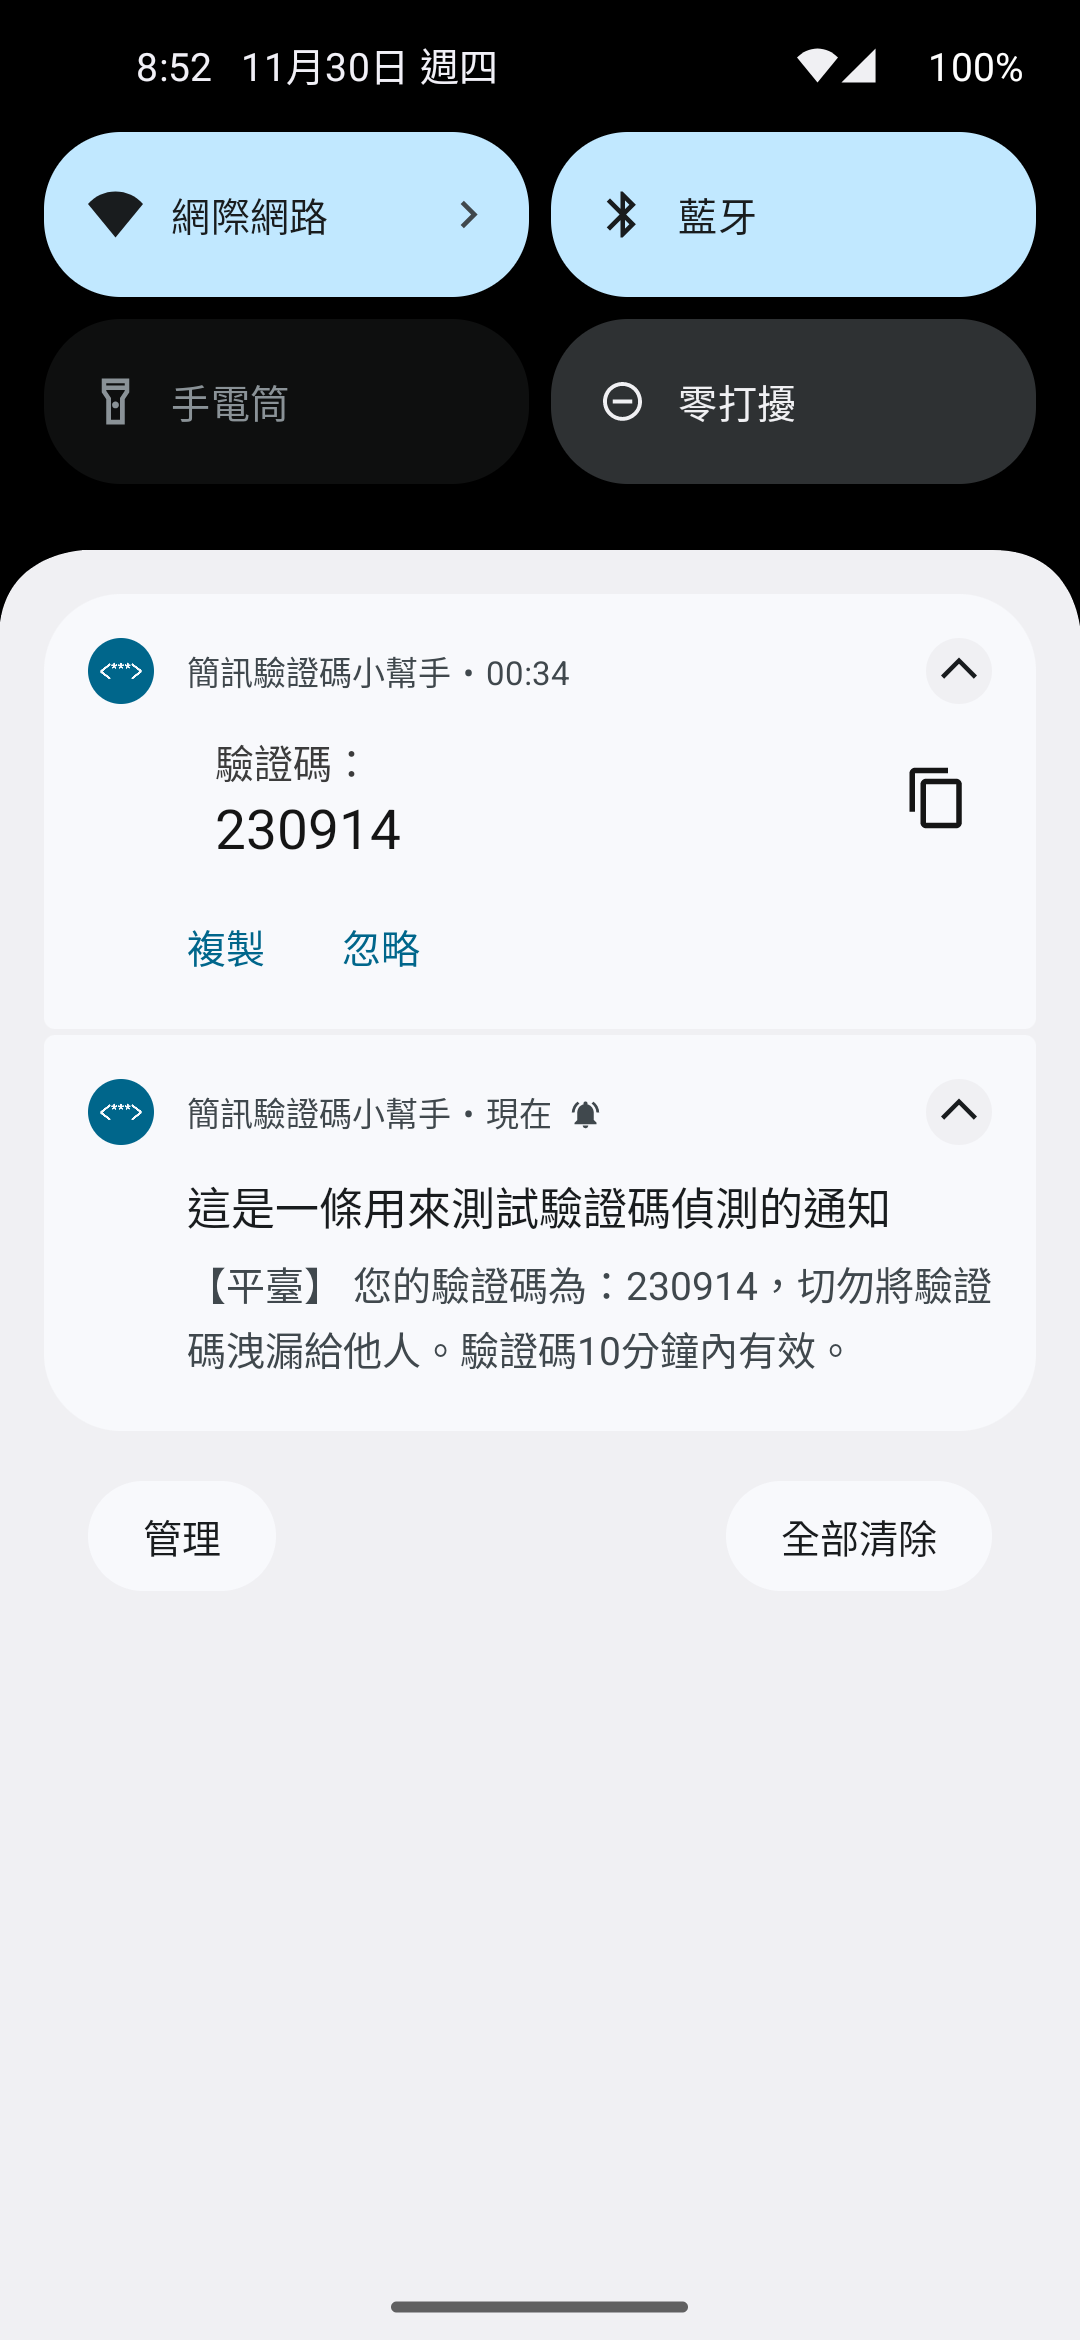 8:52 11月30日 週四 100%
網際網路
藍牙
手電筒
零打擾
<***> 簡訊驗證碼小幫手 • 00:34
驗證碼：
230914
複製 忽略
<***> 簡訊驗證碼小幫手 • 現在
這是一條用來測試驗證碼偵測的通知
【平臺】 您的驗證碼為：230914，切勿將驗證
碼洩漏給他人。驗證碼10分鐘內有效。
管理 全部清除